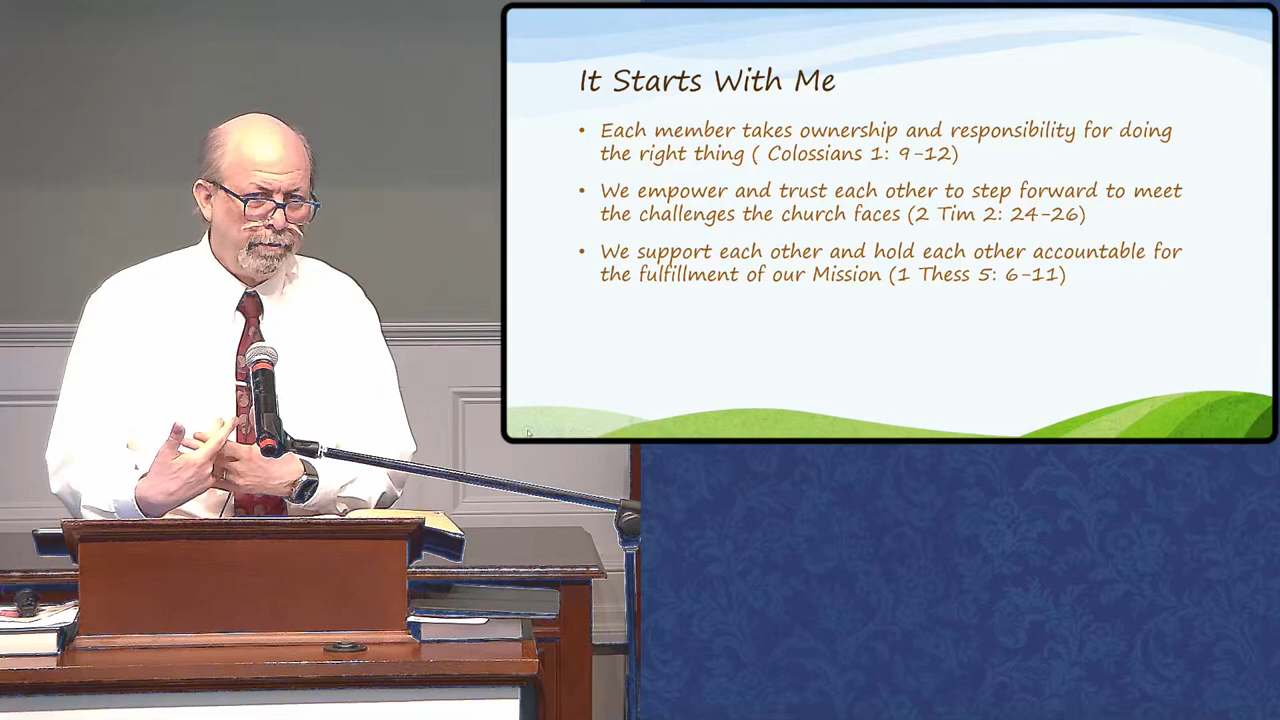 It Starts With Me
• Each member takes ownership and responsibility for doing
the right thing ( Colossians 1: 9-12)
• We empower and trust each other to step forward to meet
the challenges the church faces (2 Tim 2: 24-26)
• We support each other and hold each other accountable for
the fulfillment of our Mission (1 Thess 5: 6-11)